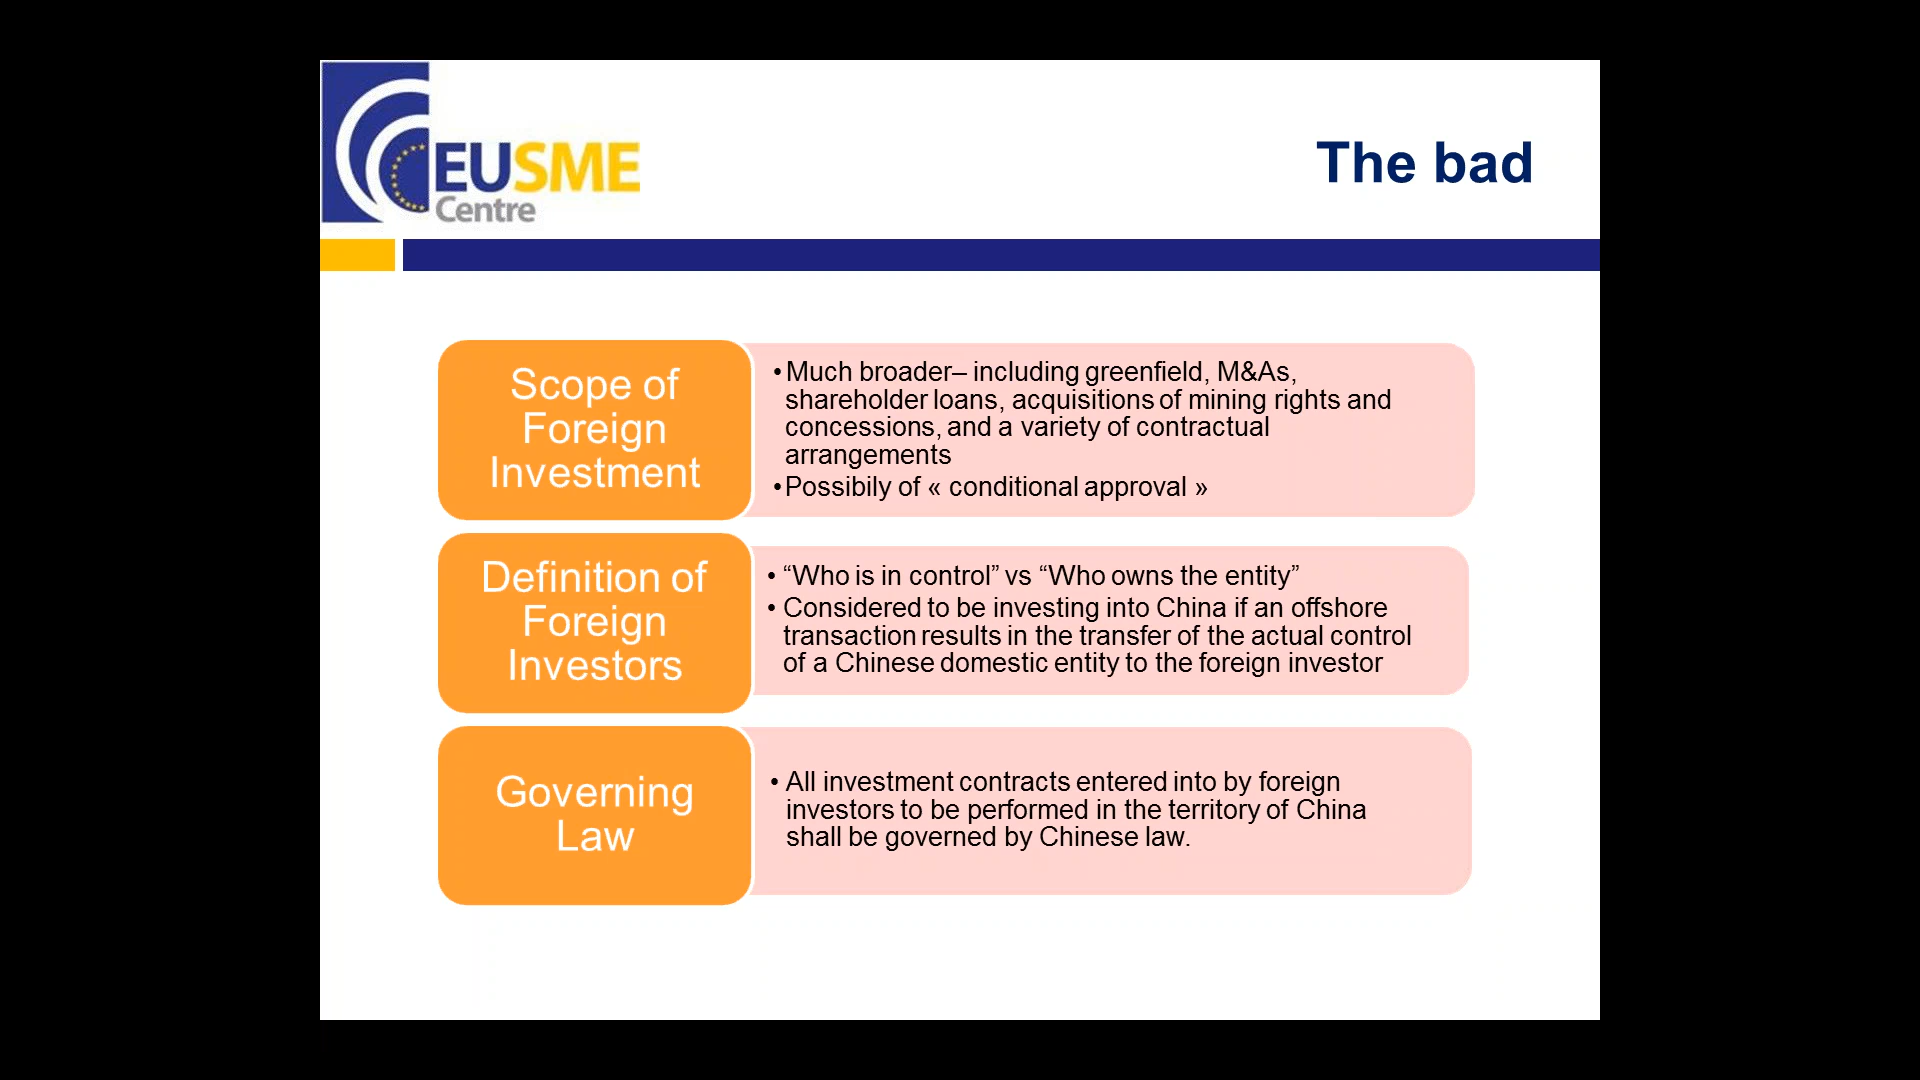 EUSME
Centre
The bad
Scope of
Foreign
Investment
•Much broader– including greenfield, M&As,
shareholder loans, acquisitions of mining rights and
concessions, and a variety of contractual
arrangements
•Possibily of « conditional approval »
Definition of
Foreign
Investors
• “Who is in control” vs “Who owns the entity”
• Considered to be investing into China if an offshore
transaction results in the transfer of the actual control
of a Chinese domestic entity to the foreign investor
Governing
Law
• All investment contracts entered into by foreign
investors to be performed in the territory of China
shall be governed by Chinese law.